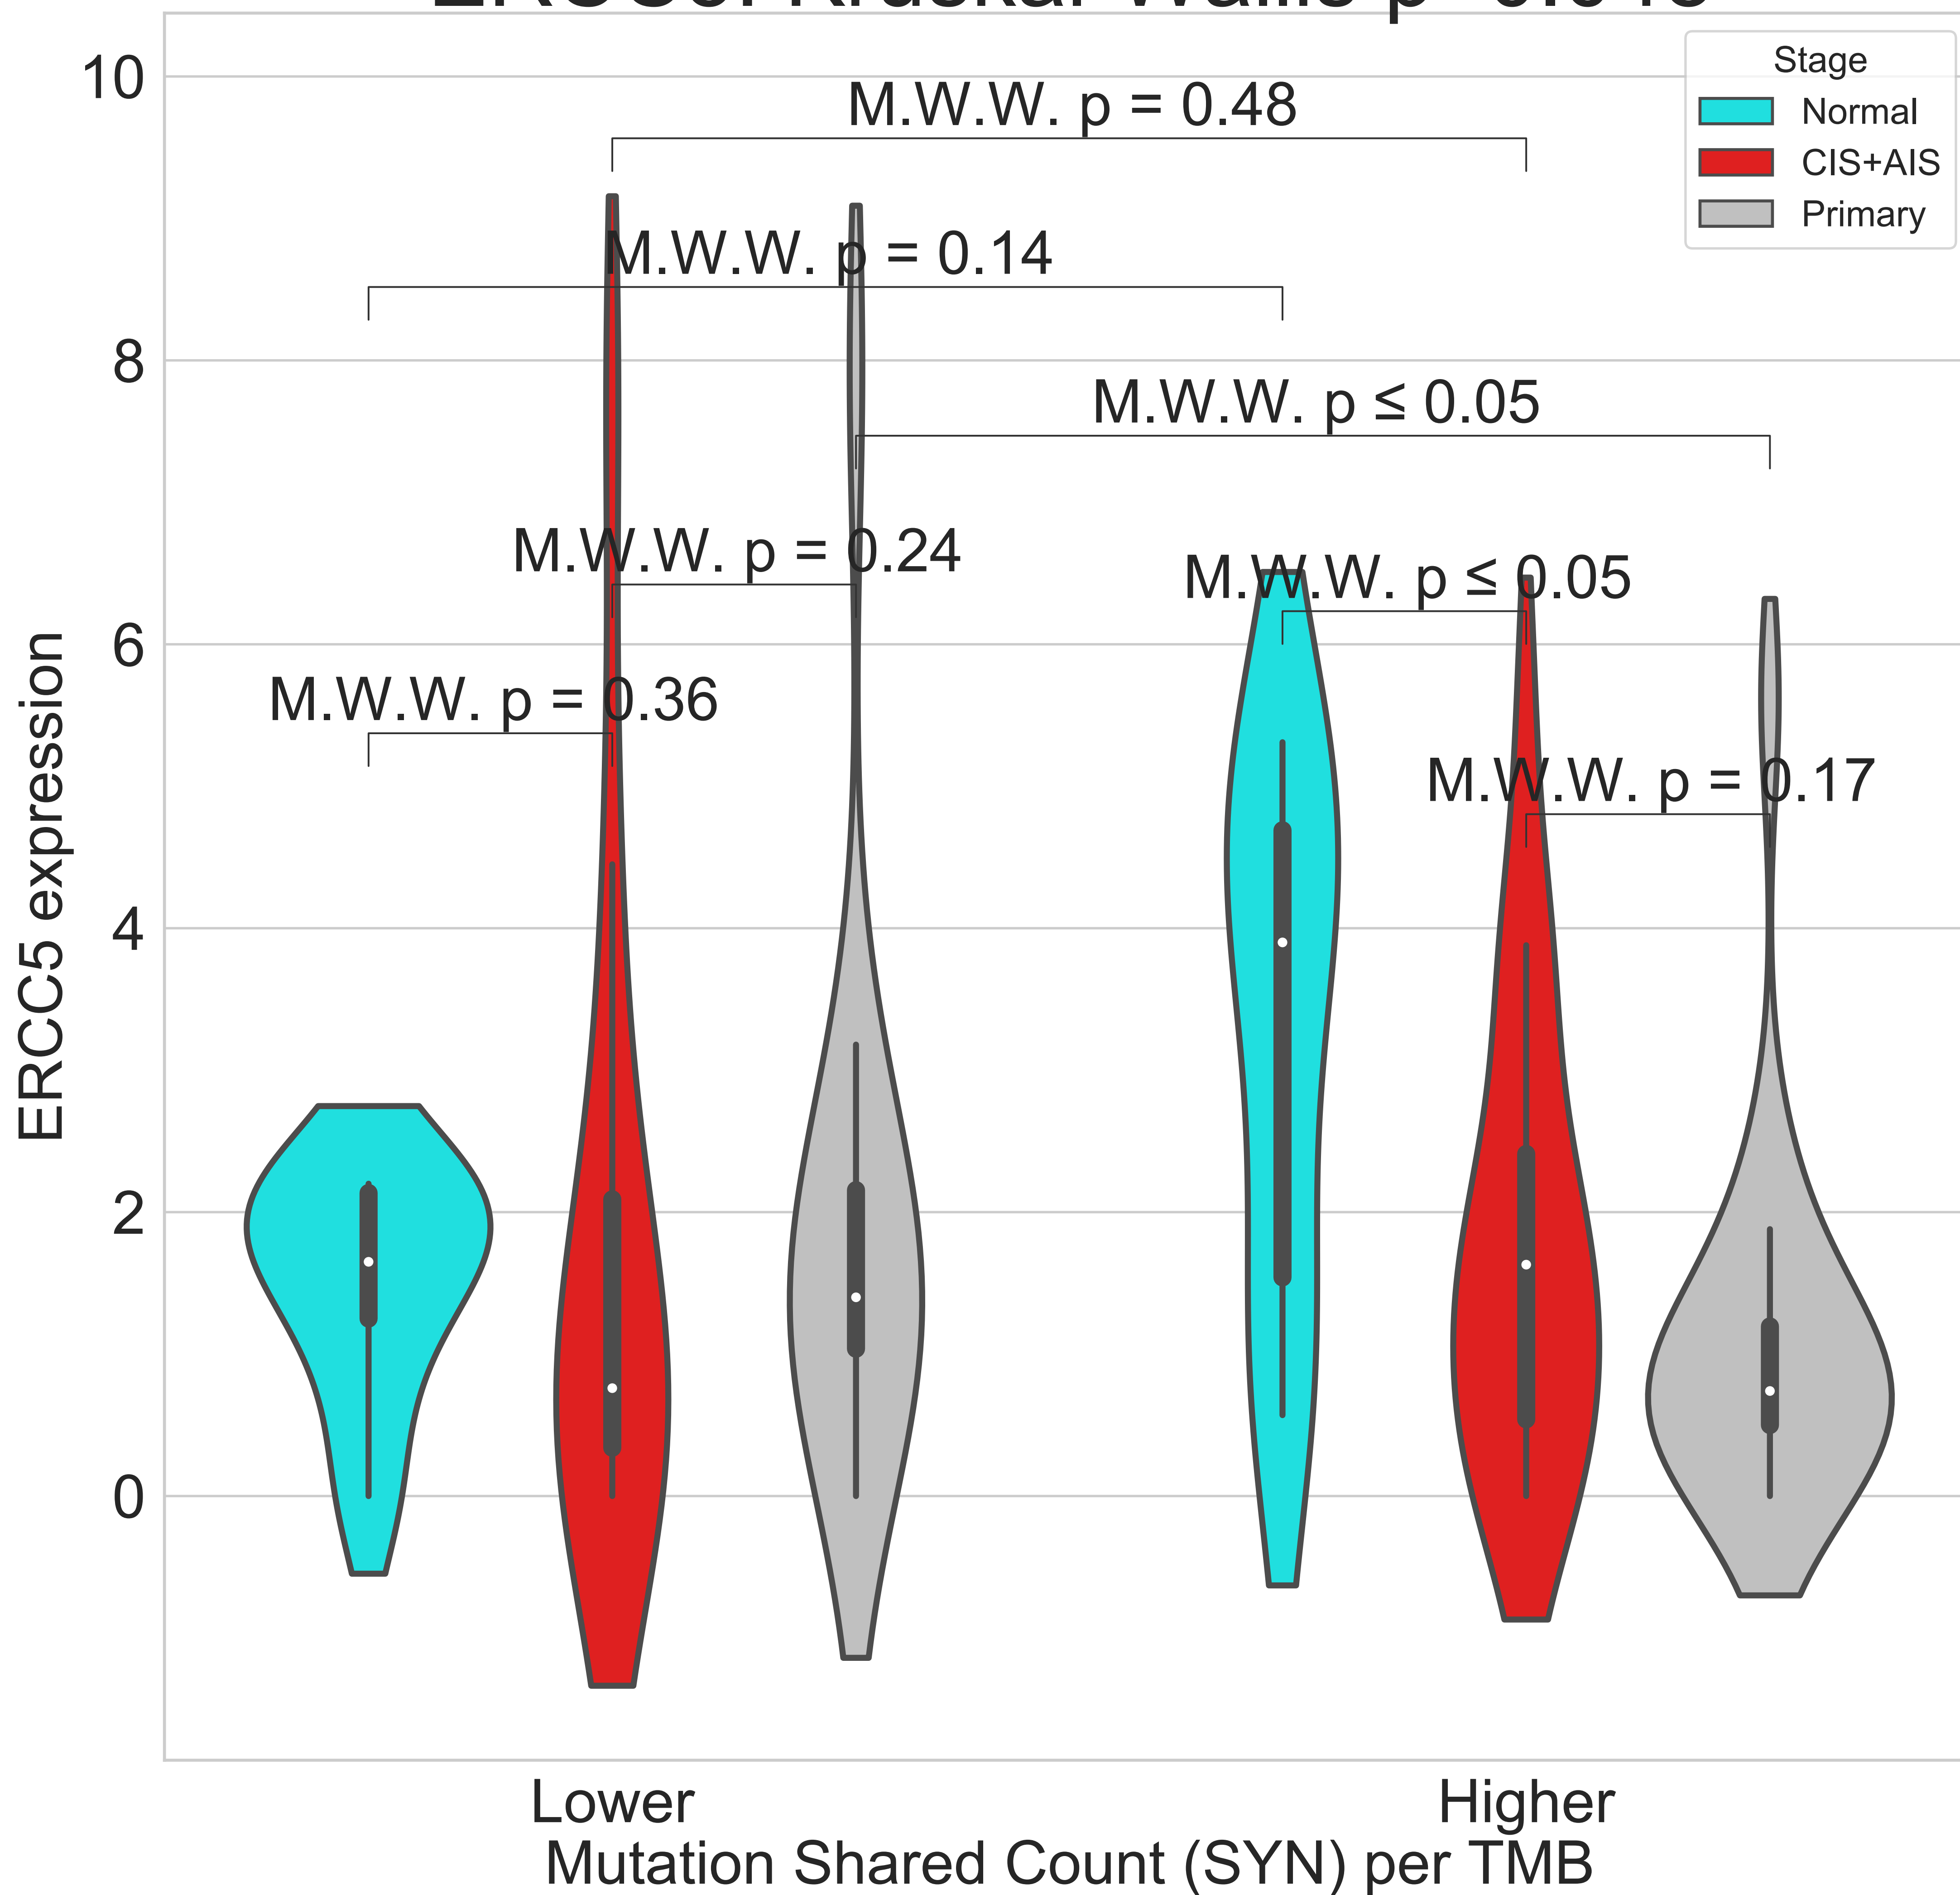 10
8
6
4
2
0
ERCC5 expression
Stage
Normal
CIS+AIS
Primary
M.W.W. p = 0.48
M.W.W. p = 0.14
M.W.W. p ≤ 0.05
M.W.W. p = 0.24
M.W.W. p ≤ 0.05
M.W.W. p = 0.36
M.W.W. p = 0.17
Lower
Higher
Mutation Shared Count (SYN) per TMB